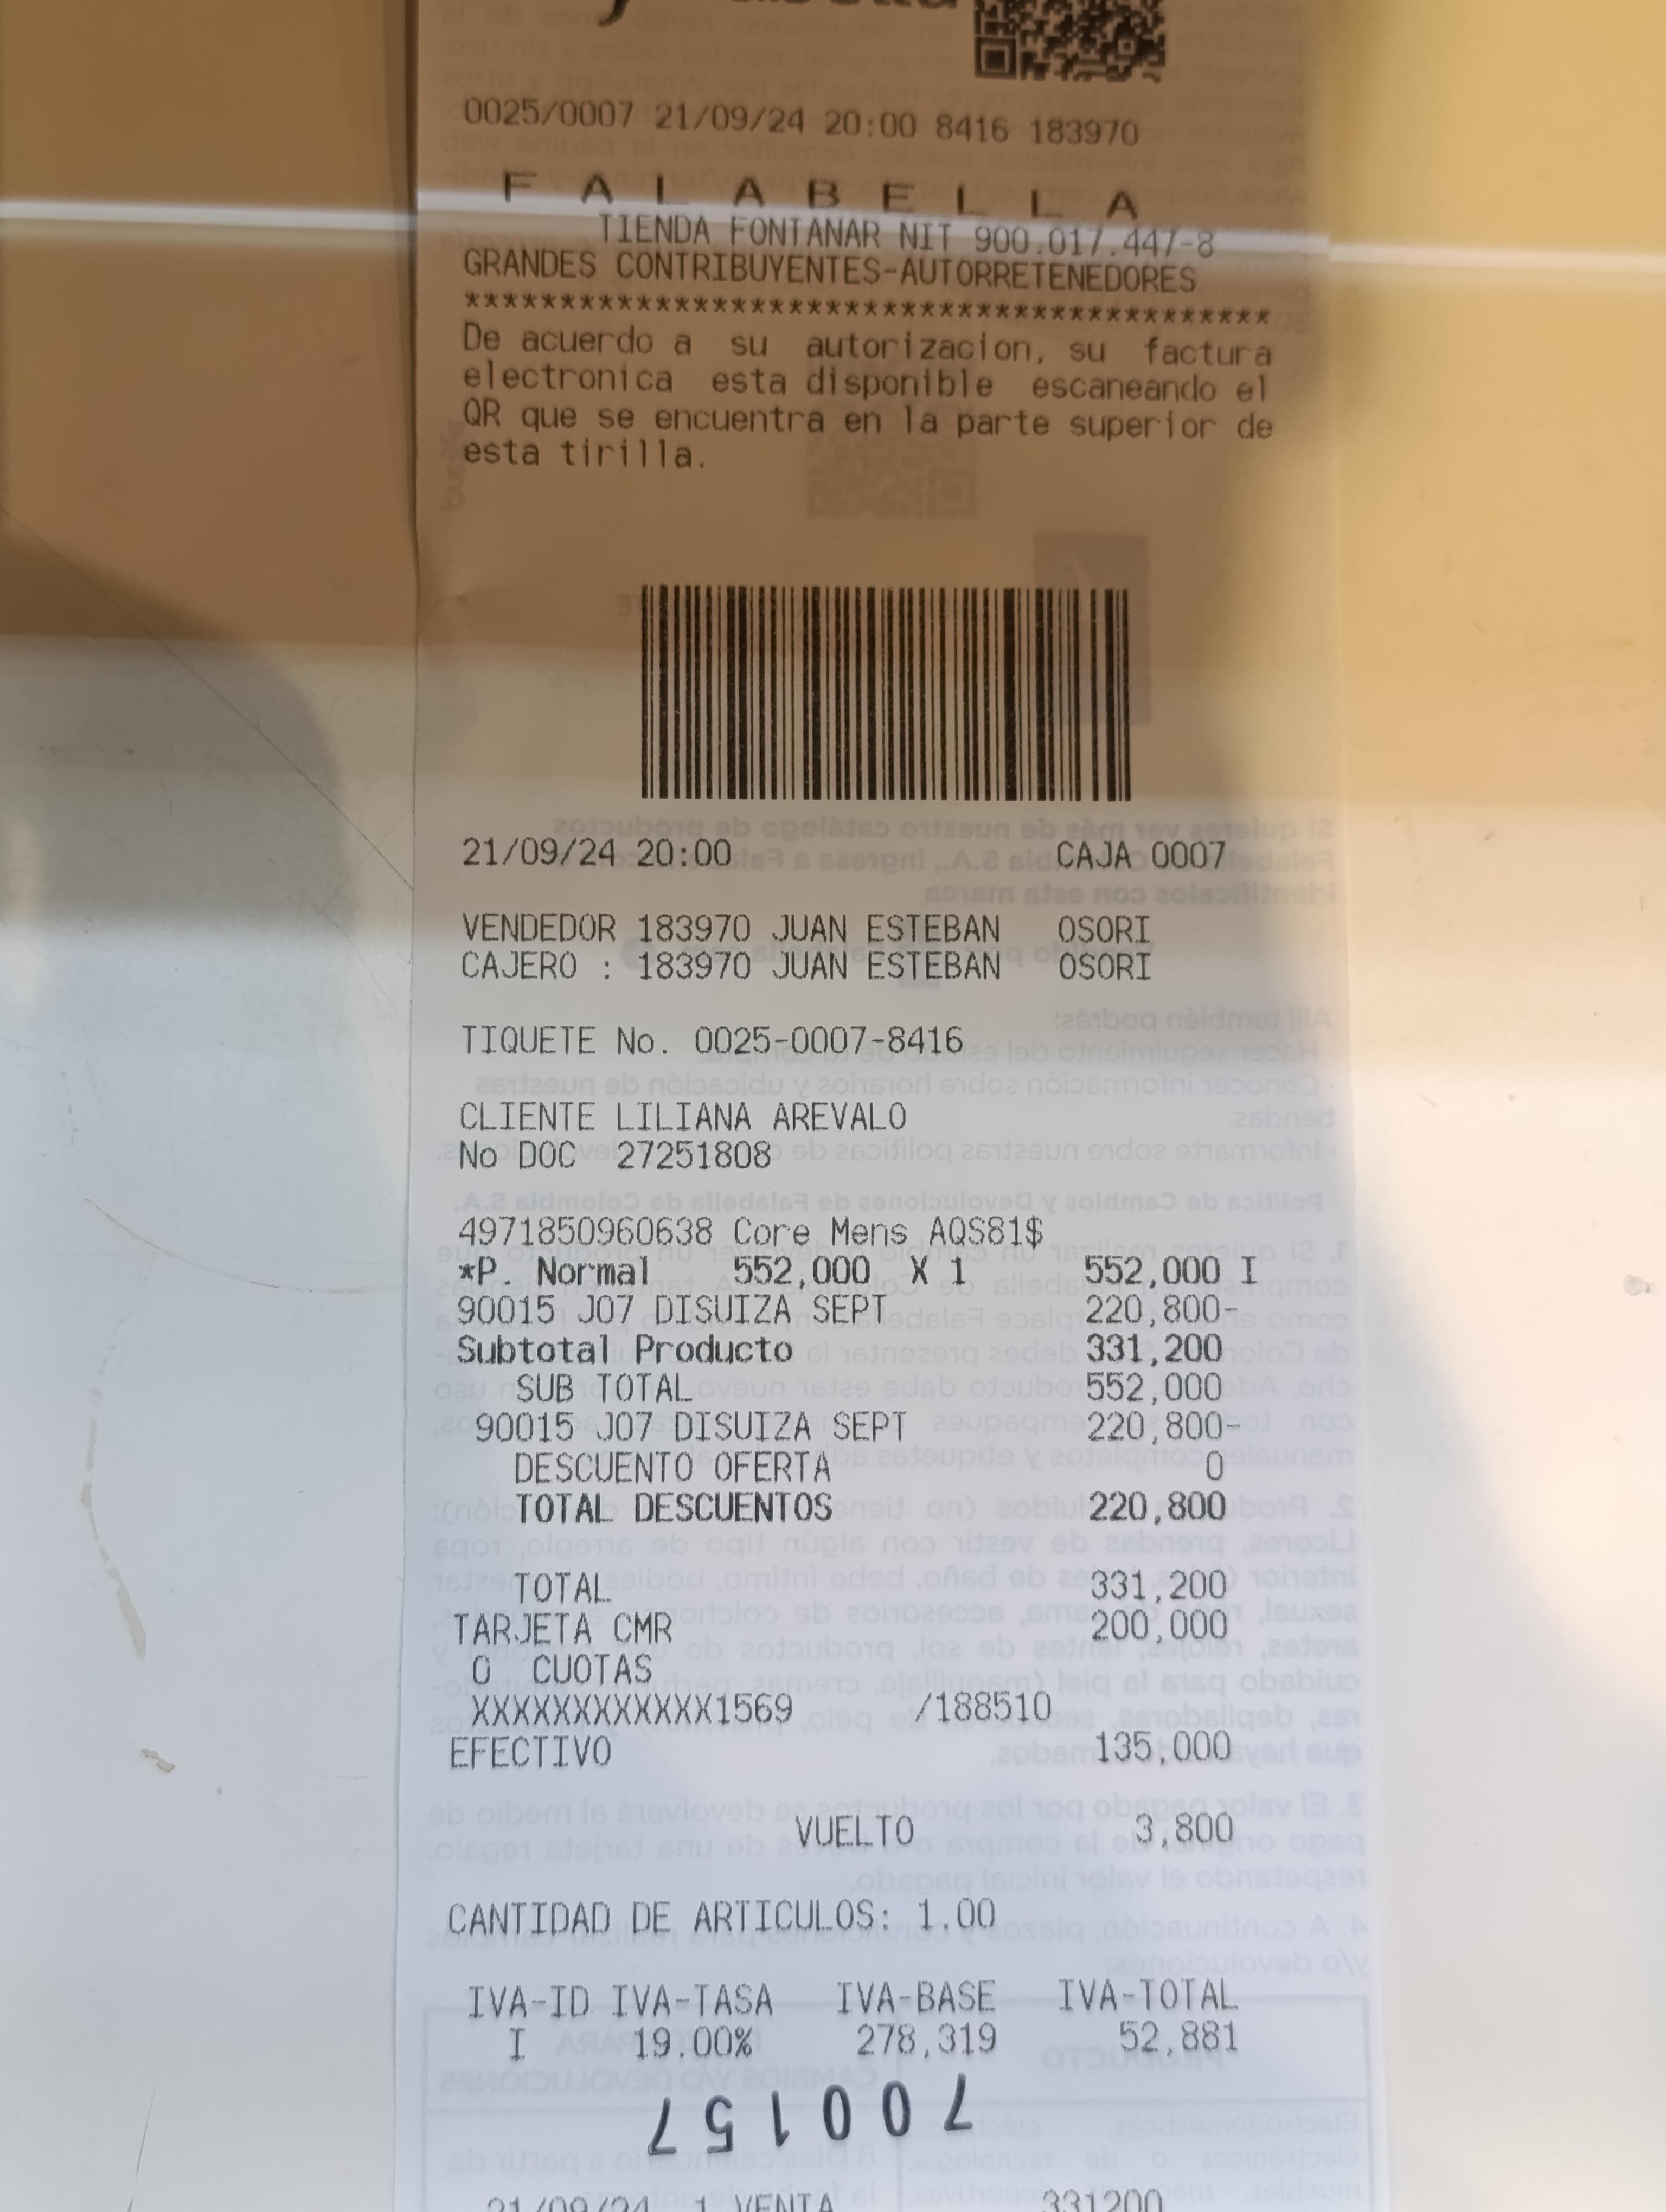 0025/0007 21/09/24 20:00 8416 183970
F A L A B E L L A
TIENDA FONTANAR NIT 900.017.447-8
GRANDES CONTRIBUYENTES-AUTORRETENEDORES
******************************************
De acuerdo a su autorizacion, su factura
electronica esta disponible escaneando el
QR que se encuentra en la parte superior de
esta tirilla.
21/09/24 20:00 CAJA 0007
VENDEDOR 183970 JUAN ESTEBAN OSORI
CAJERO : 183970 JUAN ESTEBAN OSORI
TIQUETE No. 0025-0007-8416
CLIENTE LILIANA AREVALO
No DOC 27251808
4971850960638 Core Mens AQS81$
*P. Normal 552,000 X 1 552,000 I
90015 J07 DISUIZA SEPT 220,800-
Subtotal Producto 331,200
SUB TOTAL 552,000
90015 J07 DISUIZA SEPT 220,800-
DESCUENTO OFERTA 0
TOTAL DESCUENTOS 220,800
TOTAL 331,200
TARJETA CMR 200,000
0 CUOTAS
XXXXXXXXXXXX1569 /188510
EFECTIVO 135,000
VUELTO 3,800
CANTIDAD DE ARTICULOS: 1.00
IVA-ID IVA-TASA IVA-BASE IVA-TOTAL
I 19.00% 278,319 52,881
700157
21/09/24 1 VENTA 331200